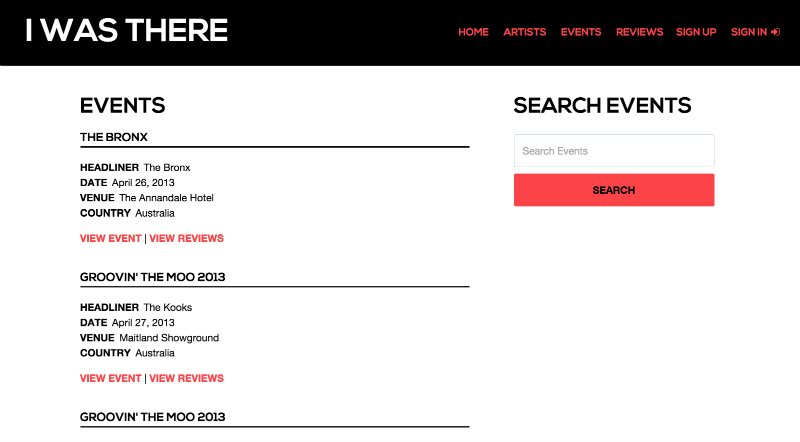 I WAS THERE
HOME ARTISTS EVENTS REVIEWS SIGN UP SIGN IN
EVENTS
THE BRONX
HEADLINER The Bronx
DATE April 26, 2013
VENUE The Annandale Hotel
COUNTRY Australia
VIEW EVENT | VIEW REVIEWS
GROOVIN' THE MOO 2013
HEADLINER The Kooks
DATE April 27, 2013
VENUE Maitland Showground
COUNTRY Australia
VIEW EVENT | VIEW REVIEWS
GROOVIN' THE MOO 2013
SEARCH EVENTS
Search Events
SEARCH